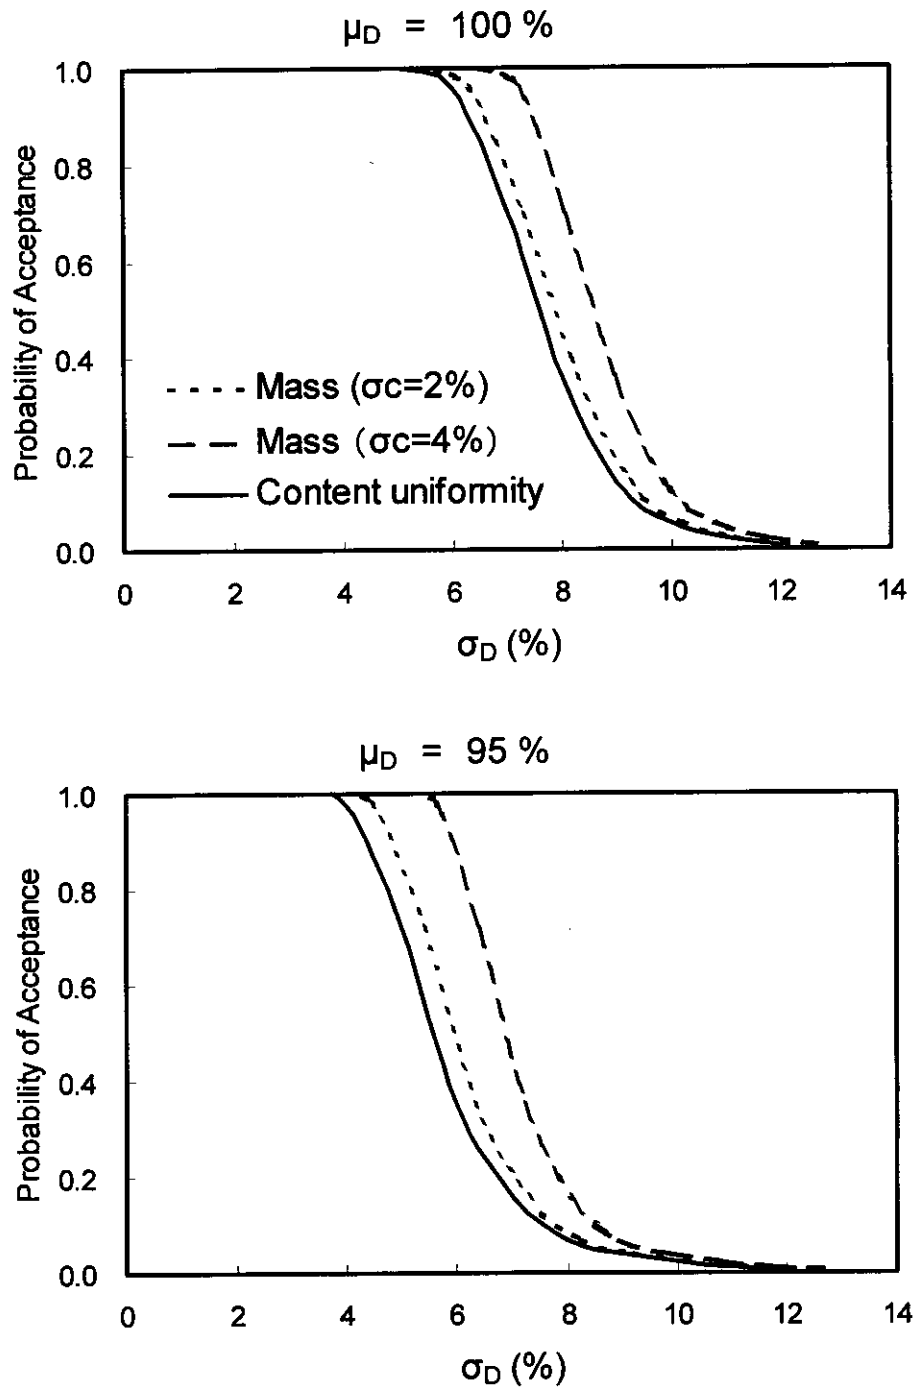 μD = 100 %
Probability of Acceptance
1.0
0.8
0.6
0.4
0.2
0.0
Mass (σc=2%)
Mass (σc=4%)
Content uniformity
0 2 4 6 8 10 12 14
σD (%)
μD = 95 %
Probability of Acceptance
1.0
0.8
0.6
0.4
0.2
0.0
0 2 4 6 8 10 12 14
σD (%)